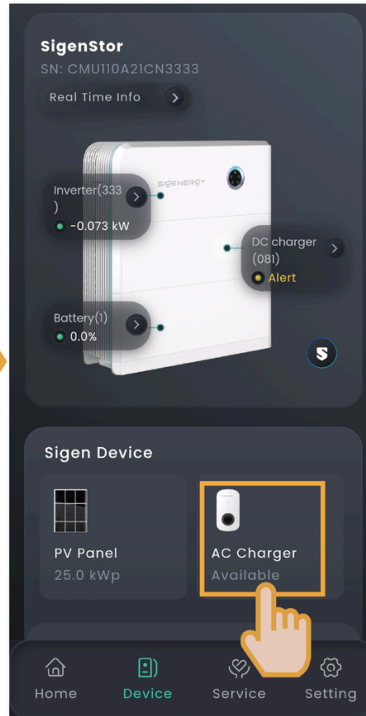 SigenStor
SN: CMU110A21CN3333
Real Time Info
SIGENERGY
Inverter(333
)
-0.073 kW
DC charger
(081)
Alert
Battery(1)
0.0%
Sigen Device
PV Panel
25.0 kWp
AC Charger
Available
Home
Device
Service
Setting